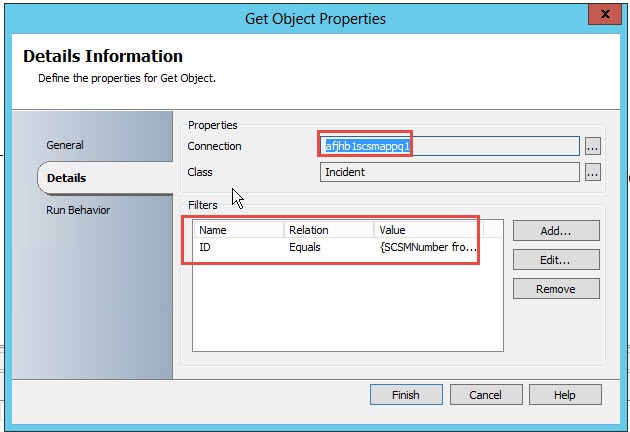 Get Object Properties
x
Details Information
Define the properties for Get Object.
General
Details
Run Behavior
Properties
Connection afjhb1scsmappq1 ...
Class Incident ...
Filters
Name Relation Value
ID Equals {SCSMNumber fro...
Add...
Edit...
Remove
Finish Cancel Help